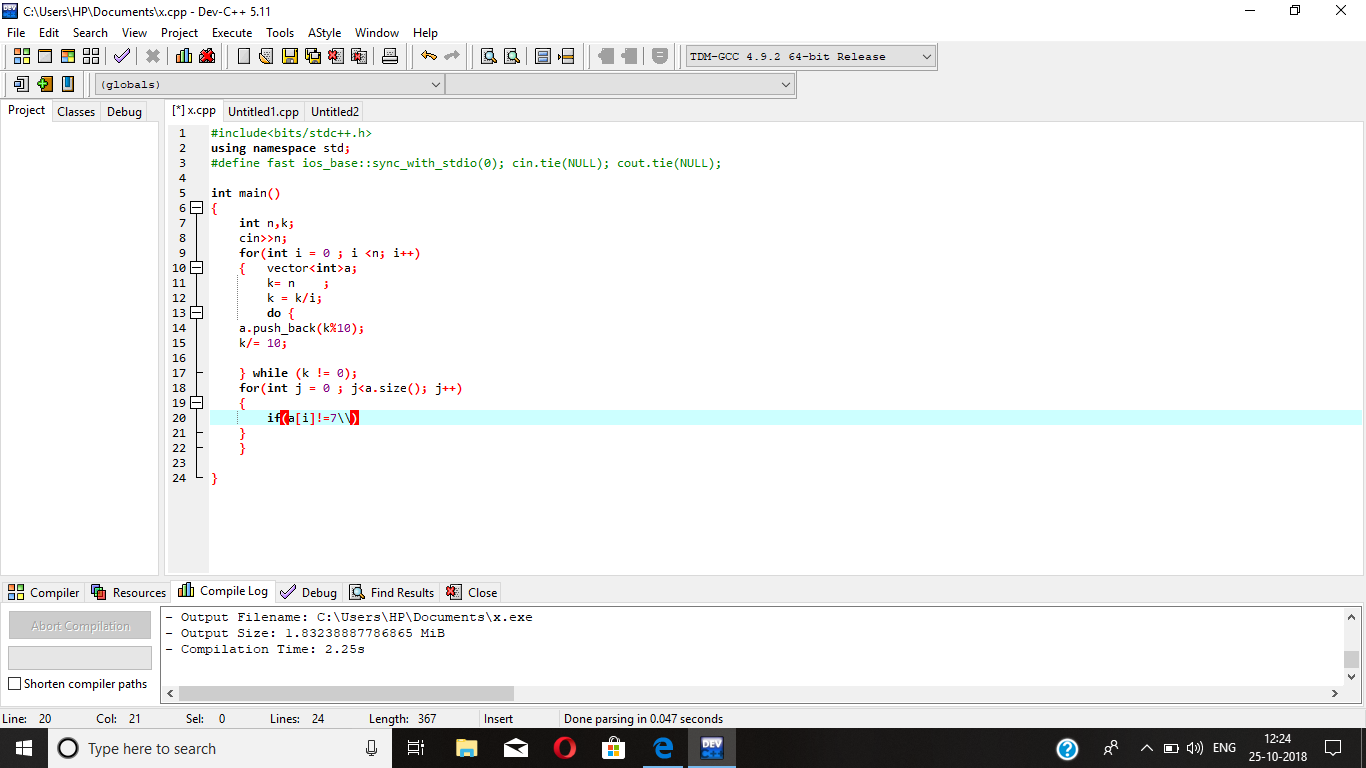 C:\Users\HP\Documents\x.cpp - Dev-C++ 5.11
File Edit Search View Project Execute Tools AStyle Window Help
TDM-GCC 4.9.2 64-bit Release
(globals)
Project Classes Debug
[*] x.cpp Untitled1.cpp Untitled2
1 #include<bits/stdc++.h>
2 using namespace std;
3 #define fast ios_base::sync_with_stdio(0); cin.tie(NULL); cout.tie(NULL);
4
5 int main()
6 {
7 int n,k;
8 cin>>n;
9 for(int i = 0 ; i <n; i++)
10 { vector<int>a;
11 k= n ;
12 k = k/i;
13 do {
14 a.push_back(k%10);
15 k/= 10;
16
17 } while (k != 0);
18 for(int j = 0 ; j<a.size(); j++)
19 {
20 if(a[i]!=7\\)
21 }
22 }
23
24 }
Compiler Resources Compile Log Debug Find Results Close
Abort Compilation
Shorten compiler paths
- Output Filename: C:\Users\HP\Documents\x.exe
- Output Size: 1.83238887786865 MiB
- Compilation Time: 2.25s
Line: 20 Col: 21 Sel: 0 Lines: 24 Length: 367 Insert Done parsing in 0.047 seconds
Type here to search
DEV
ENG
12:24
25-10-2018